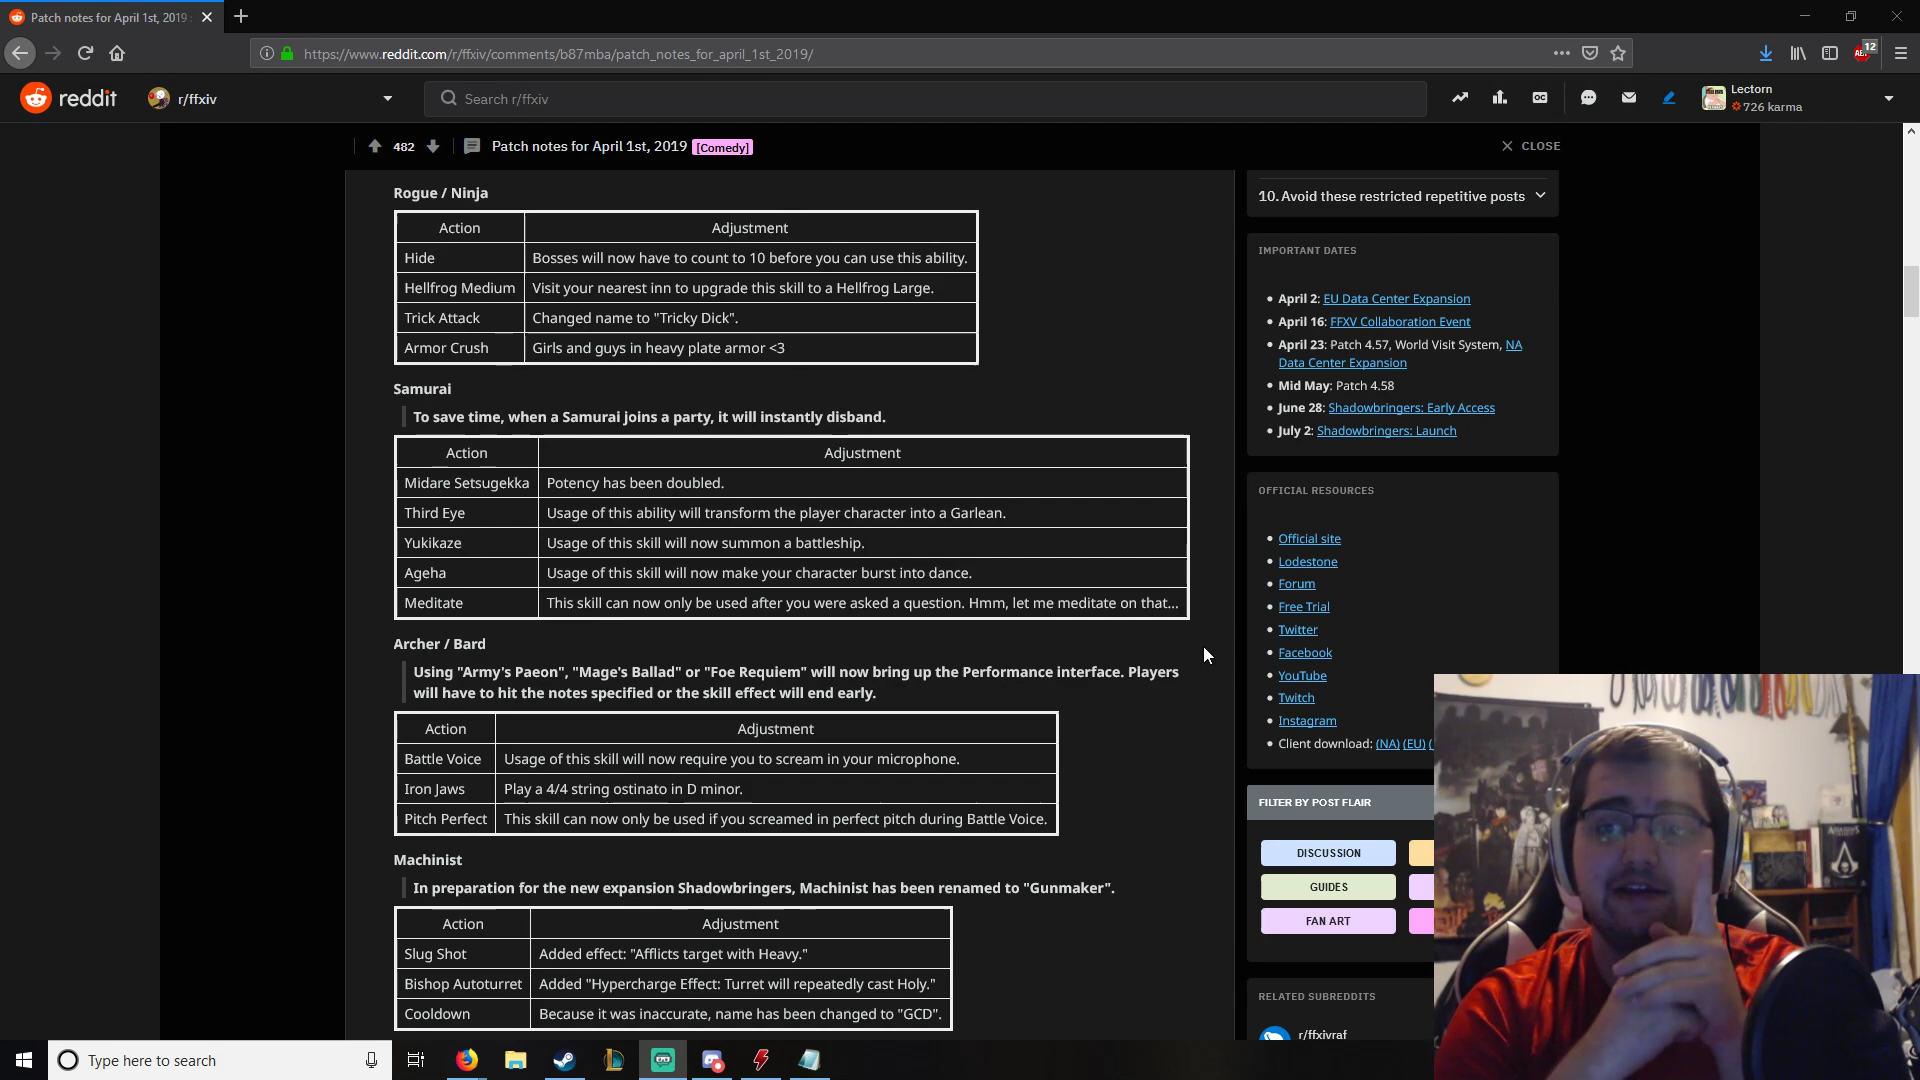 Patch notes for April 1st, 2019
https://www.reddit.com/r/ffxiv/comments/b87mba/patch_notes_for_april_1st_2019/
12
reddit
r/ffxiv
Search r/ffxiv
Lectorn
726 karma
482
Patch notes for April 1st, 2019 [Comedy]
CLOSE
Rogue / Ninja
Action Adjustment
Hide Bosses will now have to count to 10 before you can use this ability.
Hellfrog Medium Visit your nearest inn to upgrade this skill to a Hellfrog Large.
Trick Attack Changed name to "Tricky Dick".
Armor Crush Girls and guys in heavy plate armor <3
Samurai
To save time, when a Samurai joins a party, it will instantly disband.
Action Adjustment
Midare Setsugekka Potency has been doubled.
Third Eye Usage of this ability will transform the player character into a Garlean.
Yukikaze Usage of this skill will now summon a battleship.
Ageha Usage of this skill will now make your character burst into dance.
Meditate This skill can now only be used after you were asked a question. Hmm, let me meditate on that...
Archer / Bard
Using "Army's Paeon", "Mage's Ballad" or "Foe Requiem" will now bring up the Performance interface. Players
will have to hit the notes specified or the skill effect will end early.
Action Adjustment
Battle Voice Usage of this skill will now require you to scream in your microphone.
Iron Jaws Play a 4/4 string ostinato in D minor.
Pitch Perfect This skill can now only be used if you screamed in perfect pitch during Battle Voice.
Machinist
In preparation for the new expansion Shadowbringers, Machinist has been renamed to "Gunmaker".
Action Adjustment
Slug Shot Added effect: "Afflicts target with Heavy."
Bishop Autoturret Added "Hypercharge Effect: Turret will repeatedly cast Holy."
Cooldown Because it was inaccurate, name has been changed to "GCD".
10. Avoid these restricted repetitive posts
IMPORTANT DATES
April 2: EU Data Center Expansion
April 16: FFXV Collaboration Event
April 23: Patch 4.57, World Visit System, NA
Data Center Expansion
Mid May: Patch 4.58
June 28: Shadowbringers: Early Access
July 2: Shadowbringers: Launch
OFFICIAL RESOURCES
Official site
Lodestone
Forum
Free Trial
Twitter
Facebook
YouTube
Twitch
Instagram
Client download: (NA) (EU) (
FILTER BY POST FLAIR
DISCUSSION
GUIDES
FAN ART
RELATED SUBREDDITS
r/ffxivraf
Type here to search